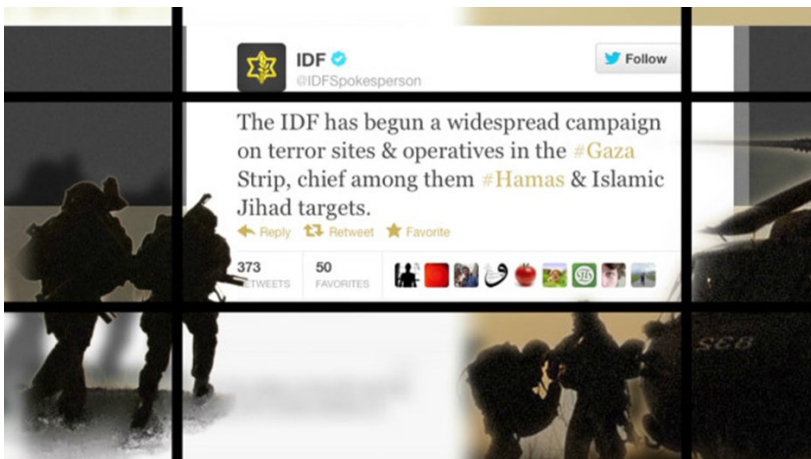 IDF
Follow
@IDFSpokesperson
The IDF has begun a widespread campaign
on terror sites & operatives in the #Gaza
Strip, chief among them #Hamas & Islamic
Jihad targets.
Reply Retweet Favorite
373 50
RETWEETS FAVORITES